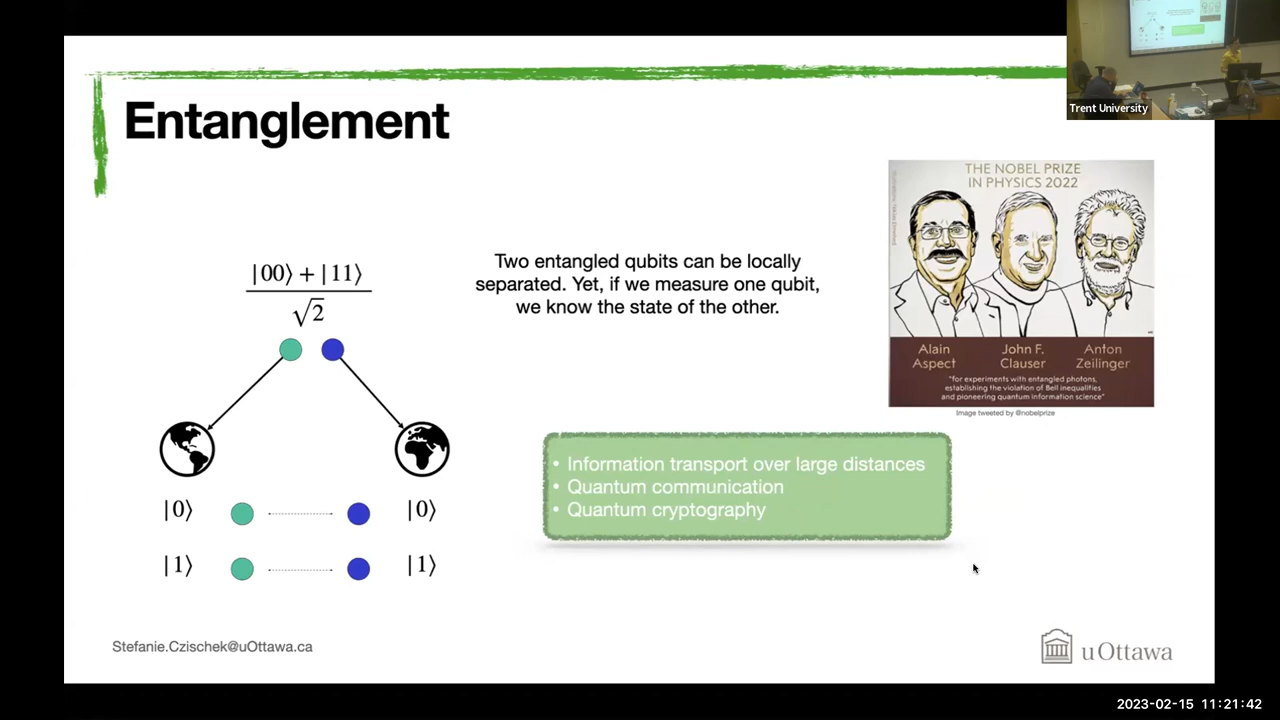 Trent University
Entanglement
THE NOBEL PRIZE
IN PHYSICS 2022
|00⟩ + |11⟩
√2
Two entangled qubits can be locally
separated. Yet, if we measure one qubit,
we know the state of the other.
Alain
Aspect
John F.
Clauser
Anton
Zeilinger
"for experiments with entangled photons,
establishing the violation of Bell inequalities
and pioneering quantum information science"
Image tweeted by @nobelprize
• Information transport over large distances
• Quantum communication
• Quantum cryptography
|0⟩ |0⟩
|1⟩ |1⟩
Stefanie.Czischek@uOttawa.ca
uOttawa
2023-02-15 11:21:42